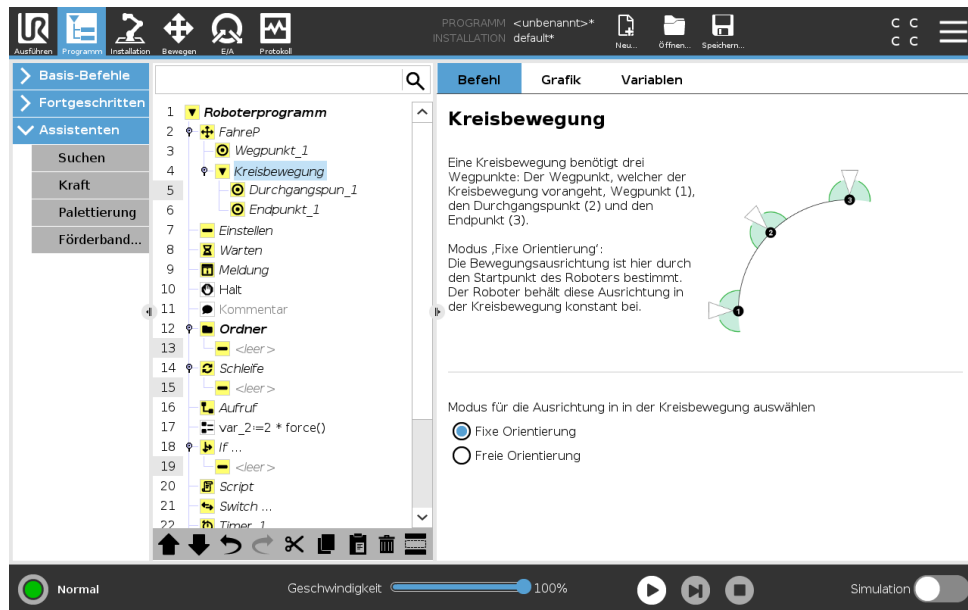 PROGRAMM <unbenannt>*
INSTALLATION default*
Ausführen Programm Installation Bewegen E/A Protokoll Neu... Öffnen... Speichern...
C C
C C
Basis-Befehle
Fortgeschritten
Assistenten
Suchen
Kraft
Palettierung
Förderband...
1 Roboterprogramm
2 FahreP
3 Wegpunkt_1
4 Kreisbewegung
5 Durchgangspun_1
6 Endpunkt_1
7 Einstellen
8 Warten
9 Meldung
10 Halt
11 Kommentar
12 Ordner
13 <leer>
14 Schleife
15 <leer>
16 Aufruf
17 var_2:=2 * force()
18 If ...
19 <leer>
20 Script
21 Switch ...
22 Timer_1
Befehl Grafik Variablen
Kreisbewegung
Eine Kreisbewegung benötigt drei
Wegpunkte: Der Wegpunkt, welcher der
Kreisbewegung vorangeht, Wegpunkt (1),
den Durchgangspunkt (2) und den
Endpunkt (3).
Modus ‚Fixe Orientierung‘:
Die Bewegungsausrichtung ist hier durch
den Startpunkt des Roboters bestimmt.
Der Roboter behält diese Ausrichtung in
der Kreisbewegung konstant bei.
3
2
1
Modus für die Ausrichtung in in der Kreisbewegung auswählen
Fixe Orientierung
Freie Orientierung
Normal
Geschwindigkeit 100%
Simulation